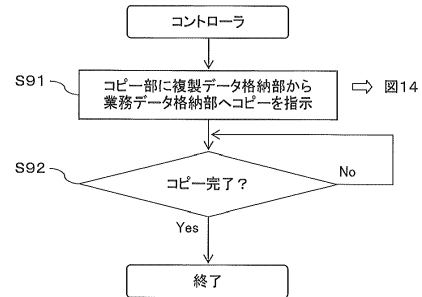 コントローラ
S91
コピー部に複製データ格納部から
業務データ格納部へコピーを指示
⇨ 図14
S92
コピー完了?
No
Yes
終了